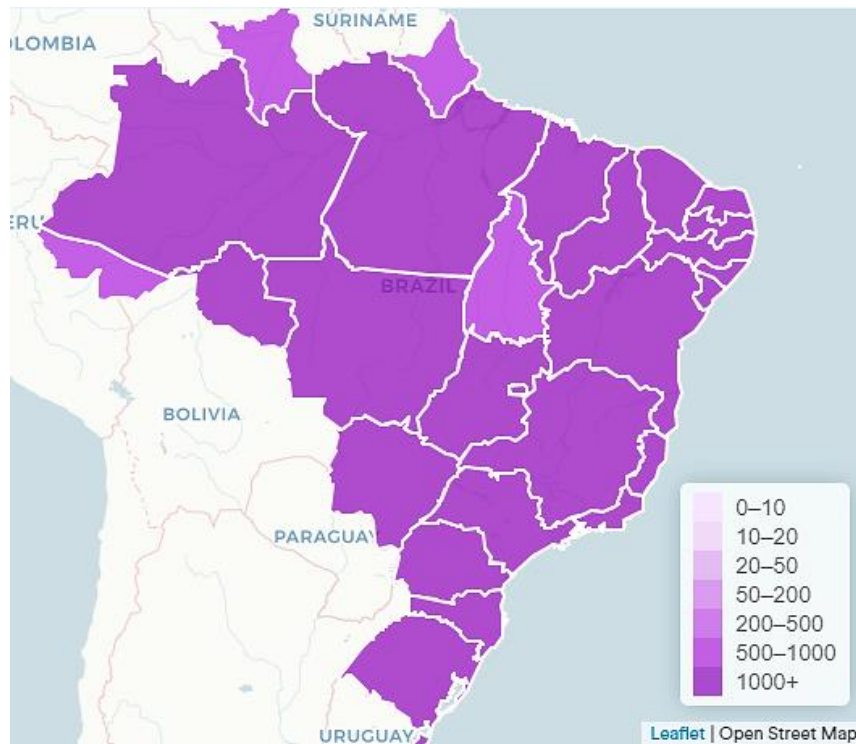 SURINAME
OLOMBIA
ERU
BRAZIL
BOLIVIA
PARAGUAY
URUGUAY
0–10
10–20
20–50
50–200
200–500
500–1000
1000+
Leaflet | Open Street Map